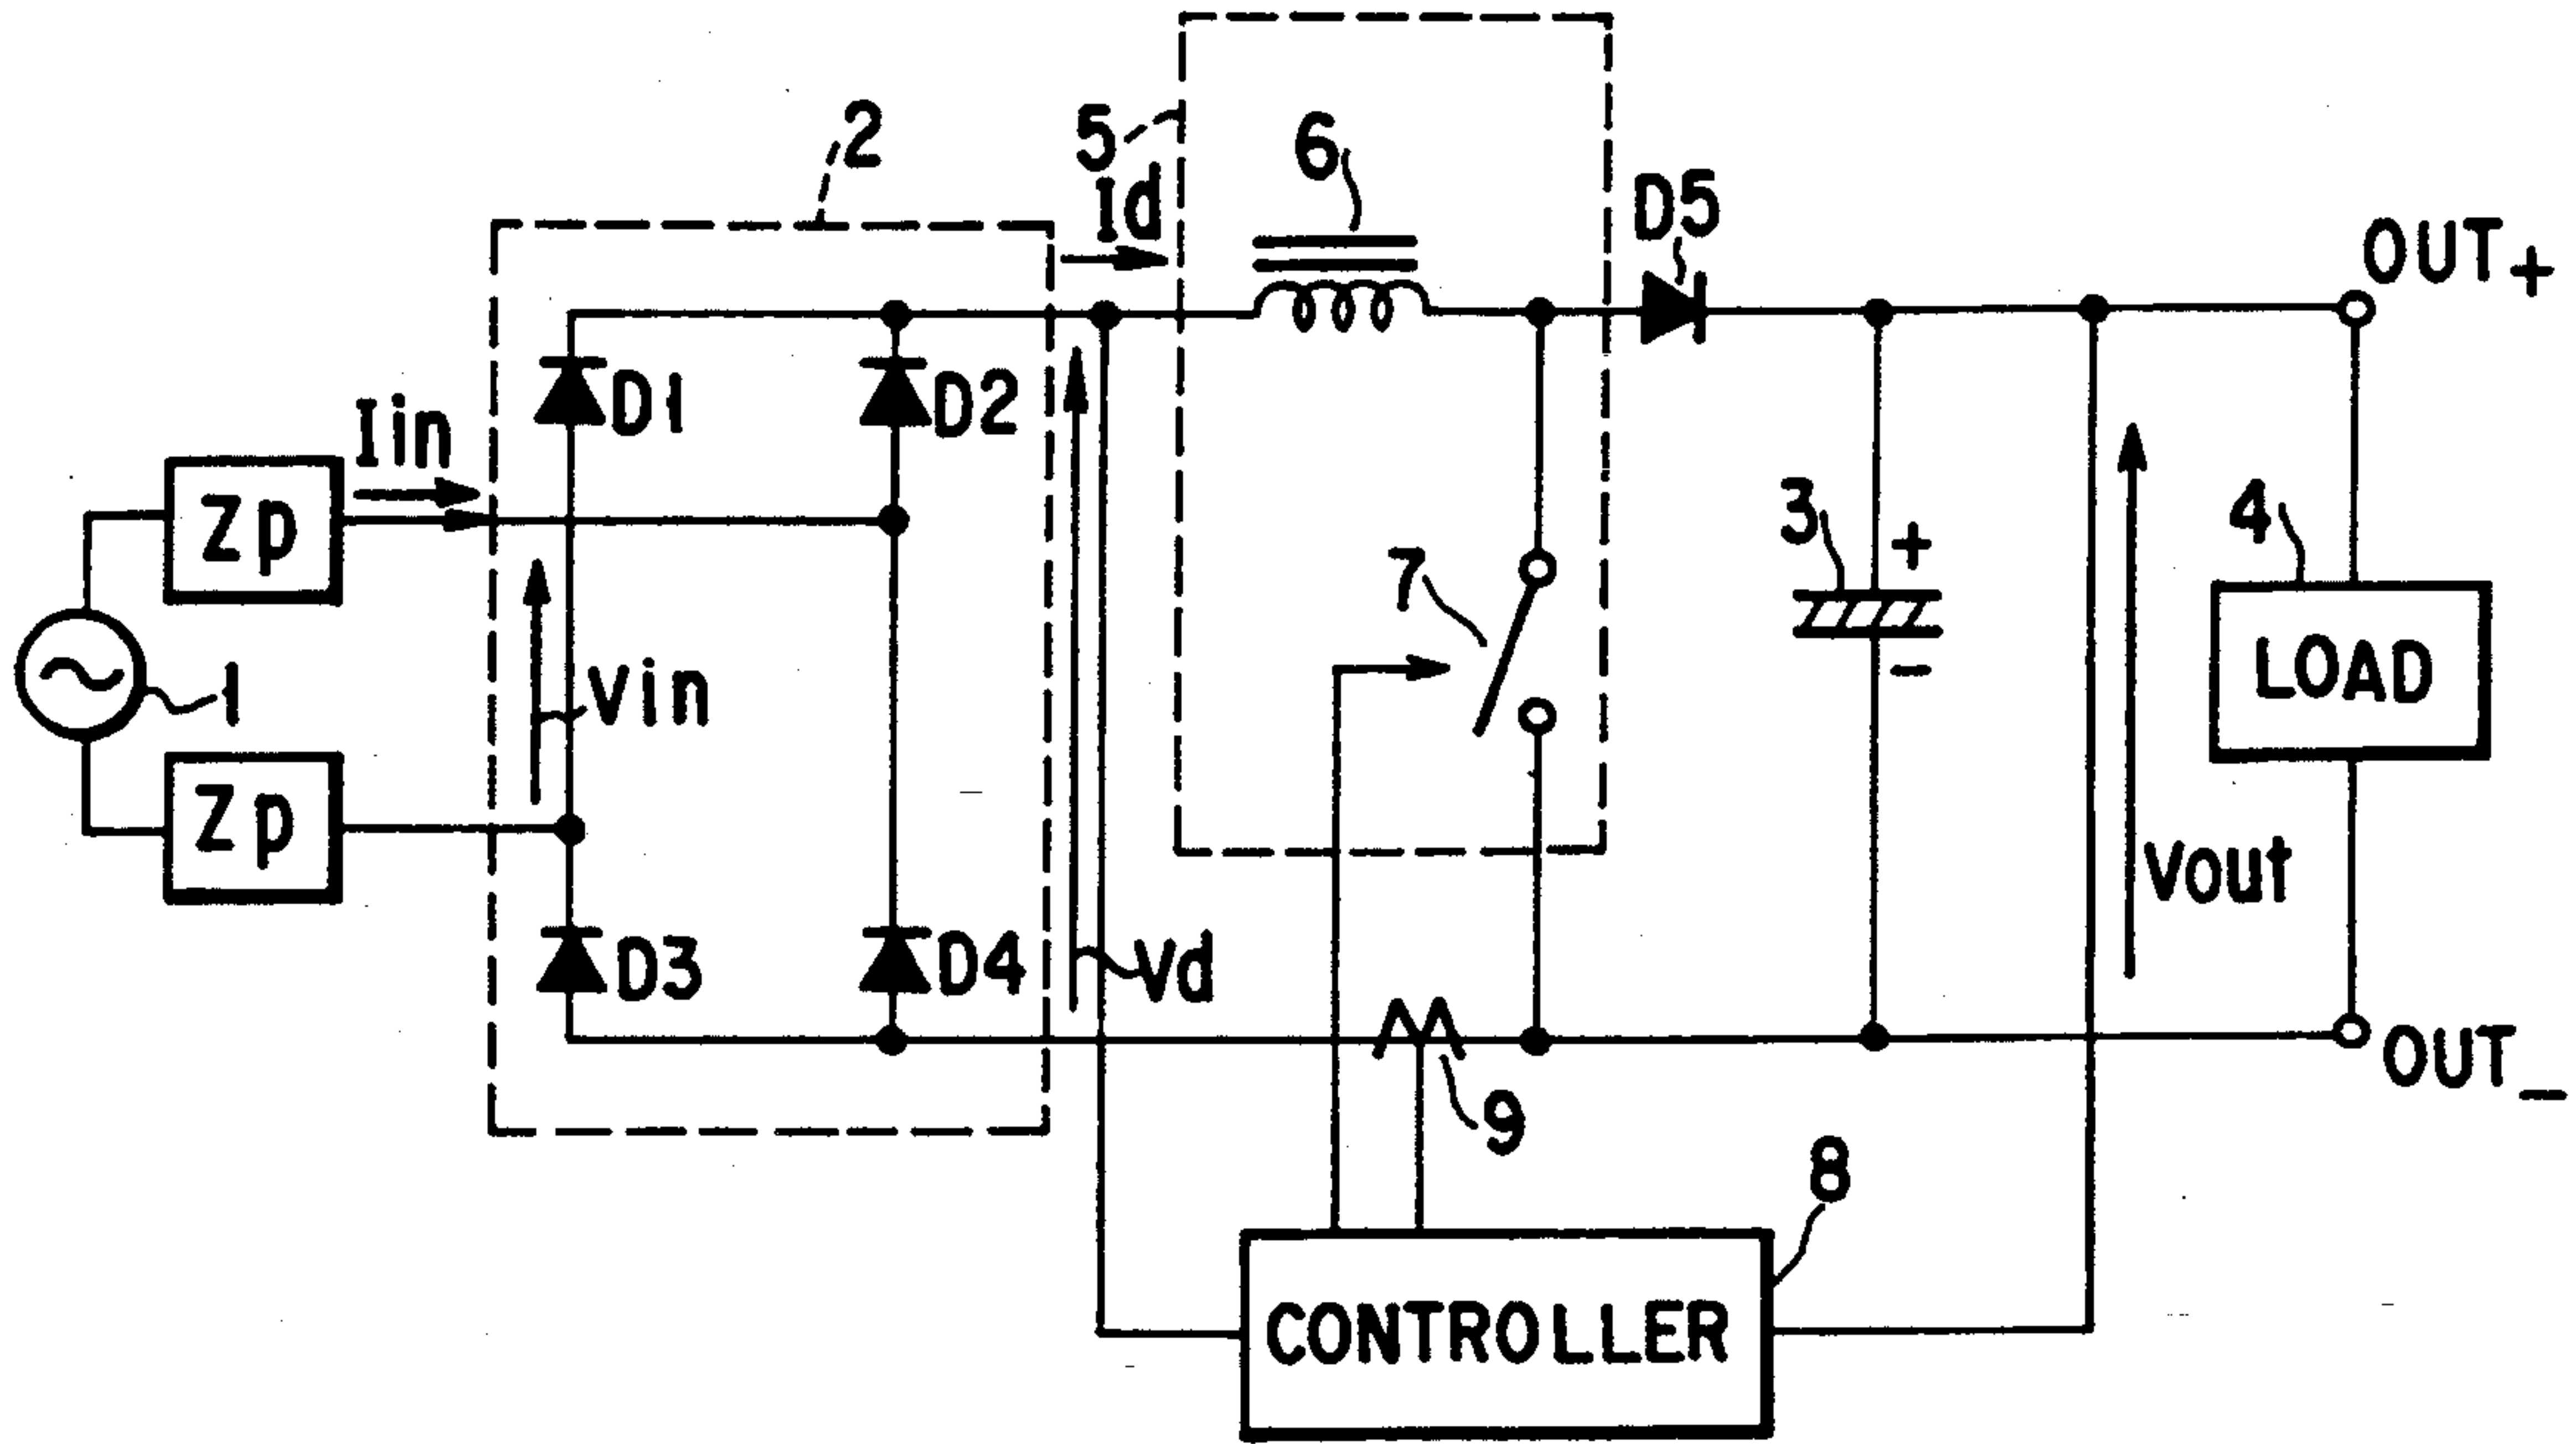 2
5
Id
6
D5
OUT+
D1
D2
Iin
Zp
3
+
-
4
7
1
Vin
LOAD
Zp
Vout
D3
D4
Vd
OUT-
9
8
CONTROLLER